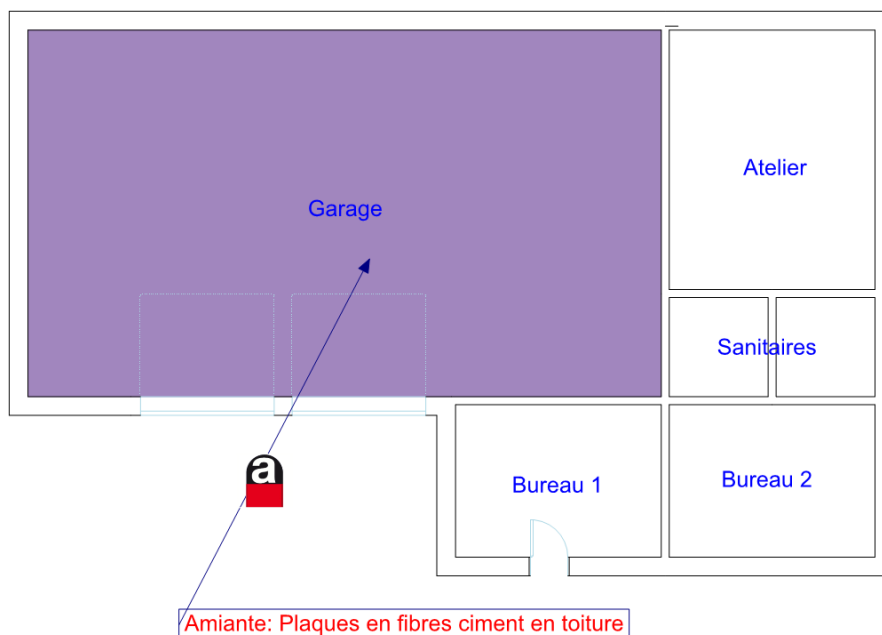 Atelier
Garage
Sanitaires
Bureau 1
Bureau 2
a
Amiante: Plaques en fibres ciment en toiture